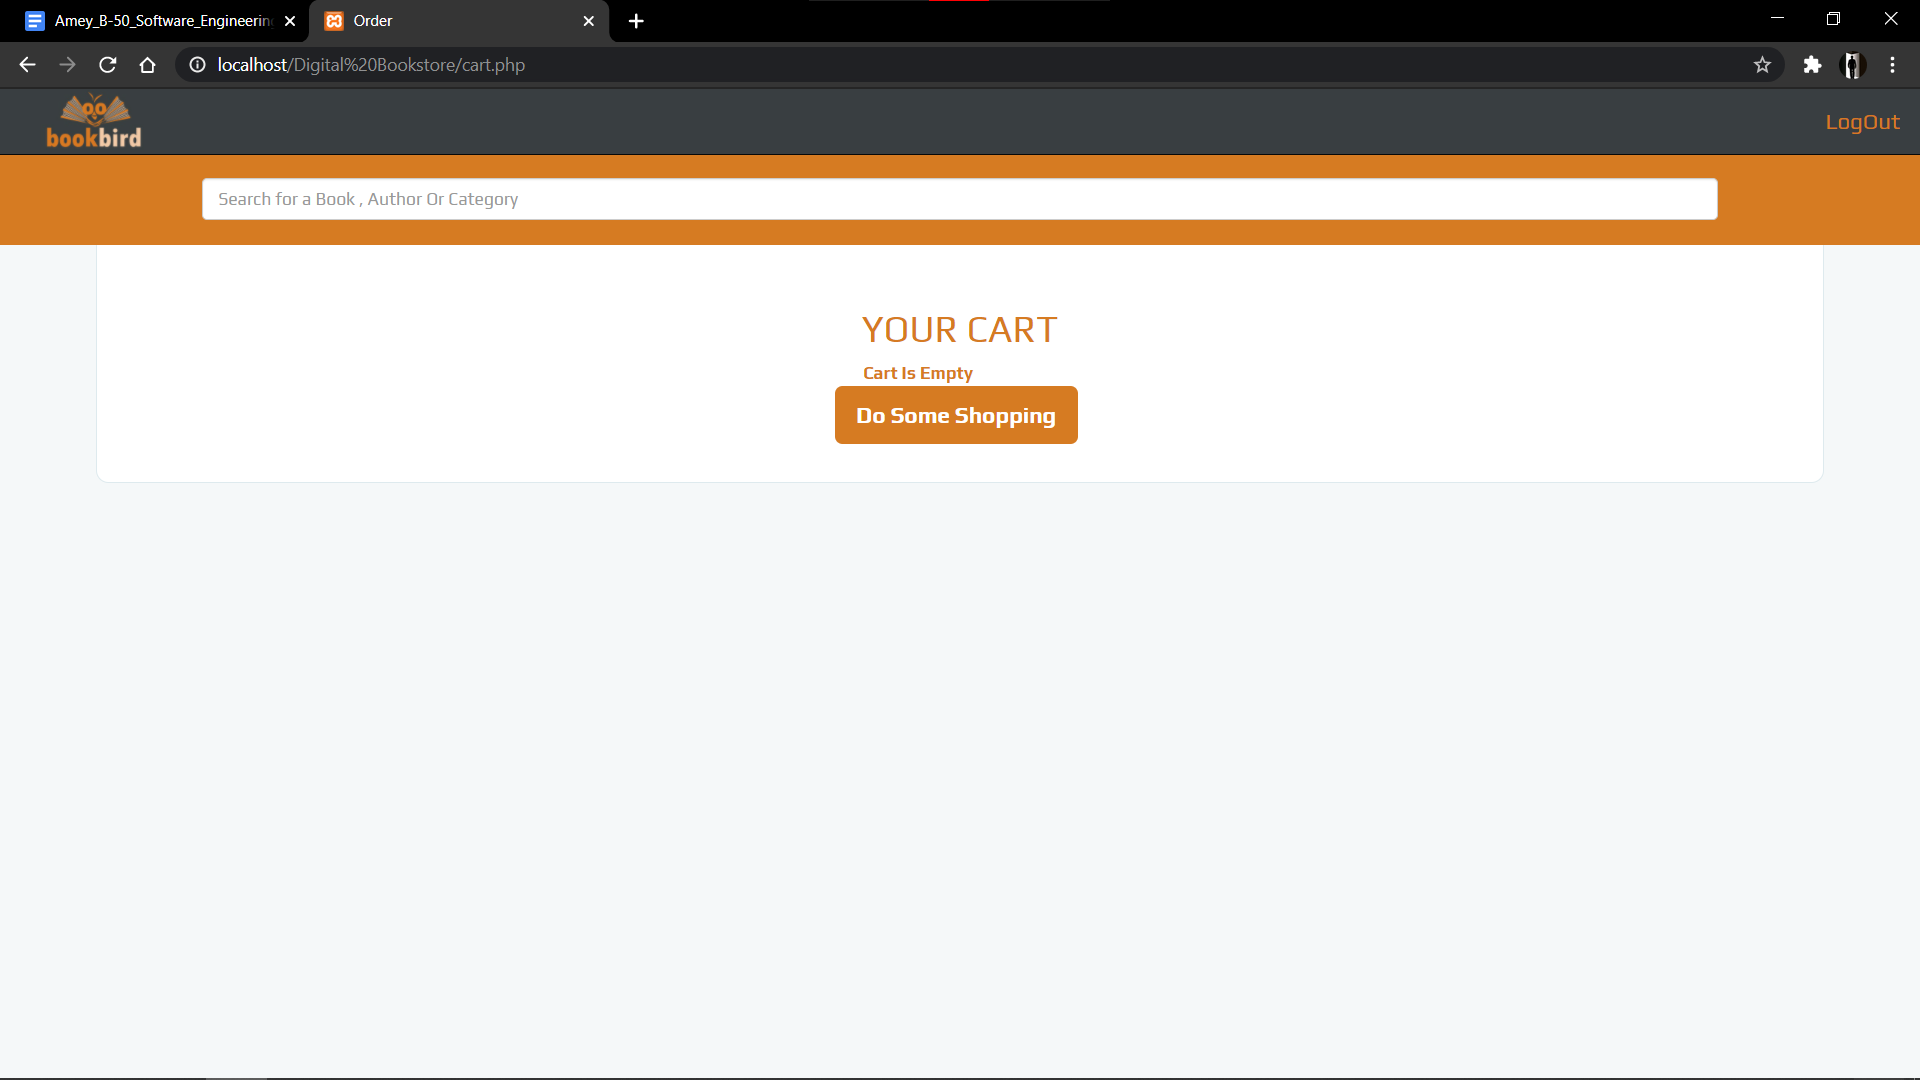 Amey_B-50_Software_Engineerin
Order
localhost/Digital%20Bookstore/cart.php
bookbird
LogOut
Search for a Book , Author Or Category
YOUR CART
Cart Is Empty
Do Some Shopping